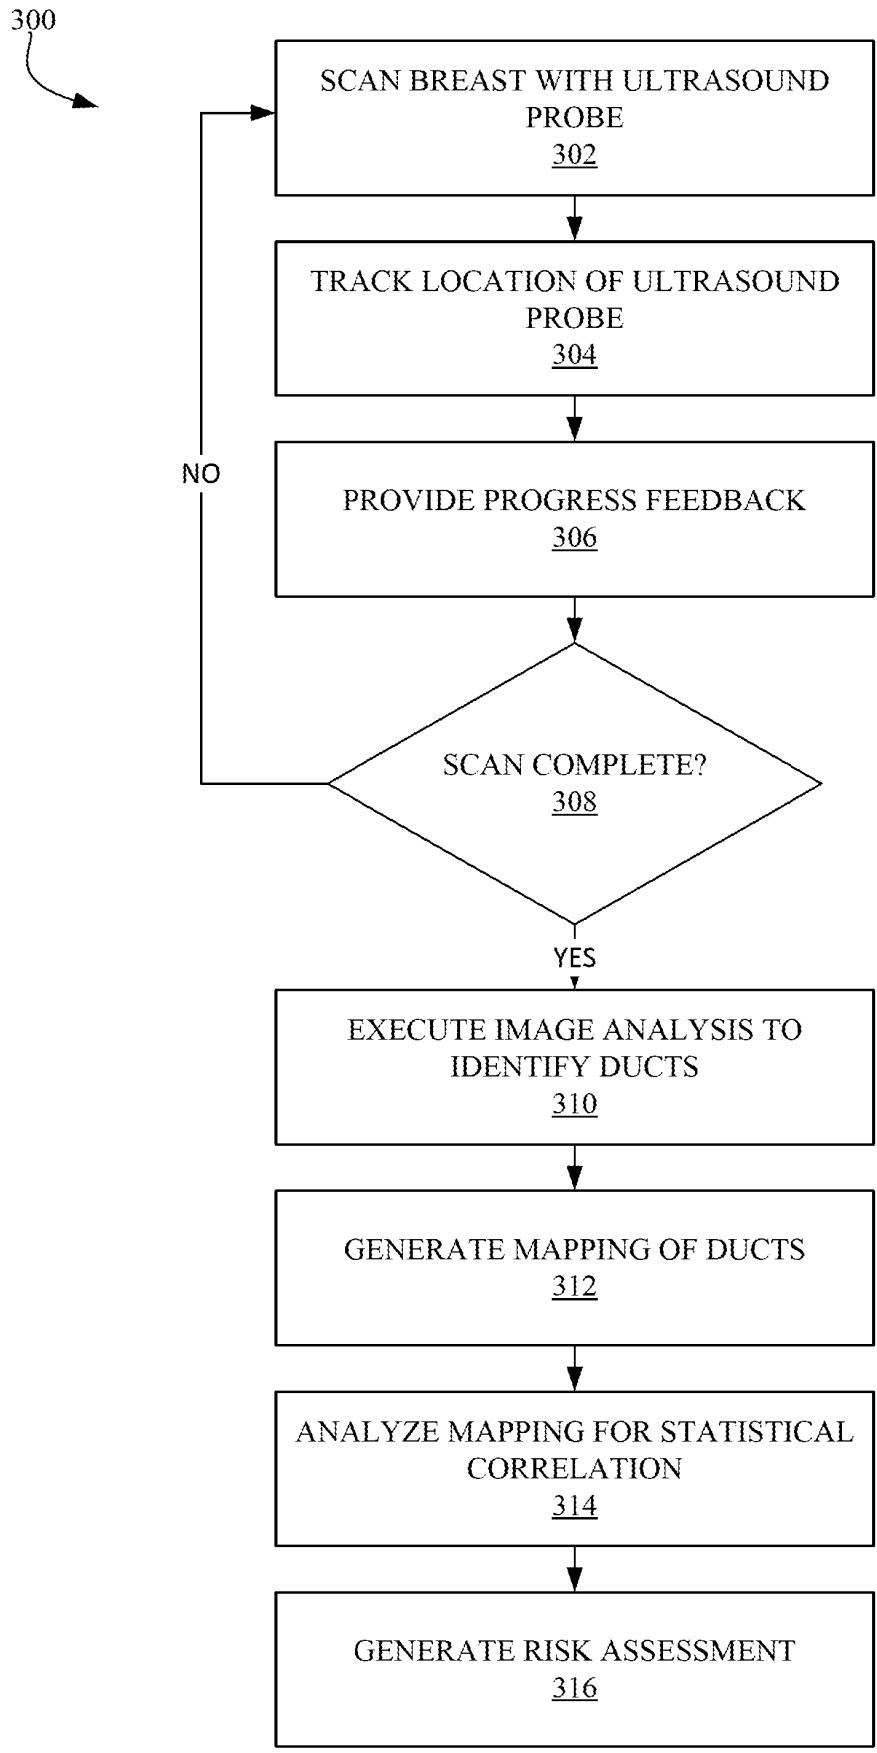 300
SCAN BREAST WITH ULTRASOUND
PROBE
302
TRACK LOCATION OF ULTRASOUND
PROBE
304
NO
PROVIDE PROGRESS FEEDBACK
306
SCAN COMPLETE?
308
YES
EXECUTE IMAGE ANALYSIS TO
IDENTIFY DUCTS
310
GENERATE MAPPING OF DUCTS
312
ANALYZE MAPPING FOR STATISTICAL
CORRELATION
314
GENERATE RISK ASSESSMENT
316